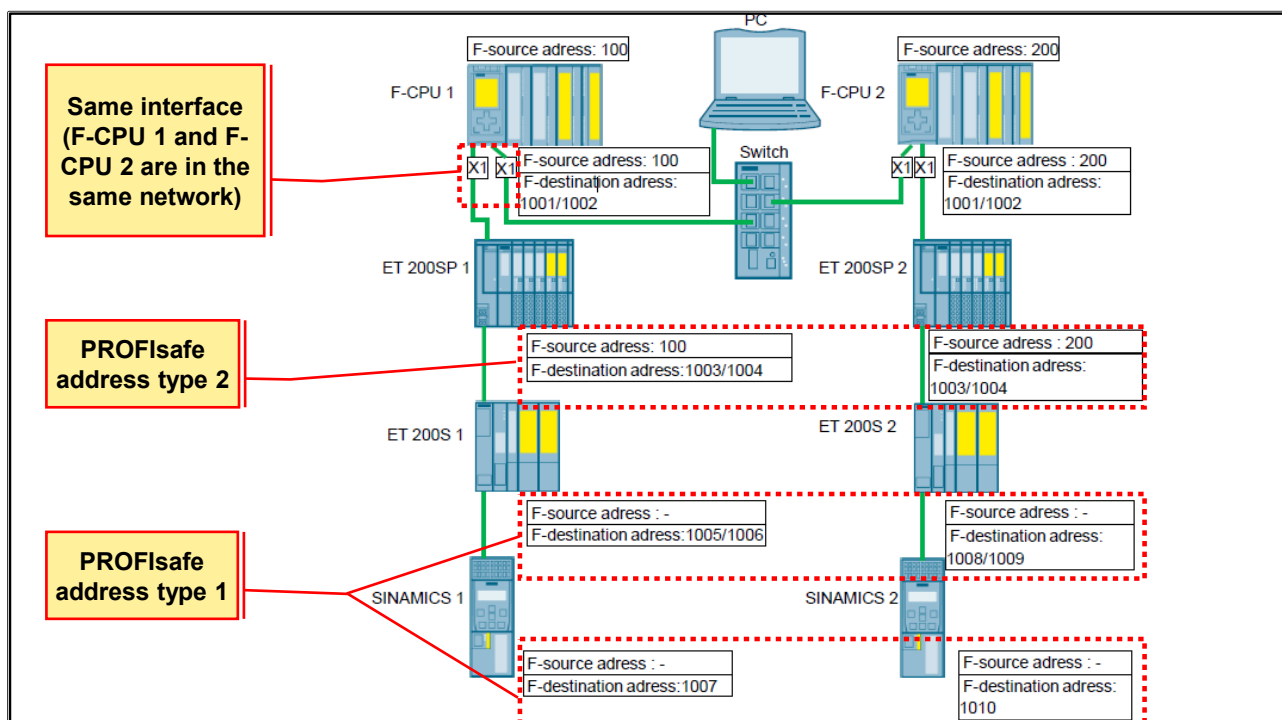 PC
F-source adress: 100
F-source adress: 200
Same interface
(F-CPU 1 and F-
CPU 2 are in the
same network)
F-CPU 1
F-CPU 2
Switch
X1
X1
F-source adress: 100
F-destination adress:
1001/1002
X1
X1
F-source adress : 200
F-destination adress:
1001/1002
ET 200SP 1
ET 200SP 2
PROFIsafe
address type 2
F-source adress: 100
F-destination adress:1003/1004
F-source adress : 200
F-destination adress:
1003/1004
ET 200S 1
ET 200S 2
PROFIsafe
address type 1
F-source adress : -
F-destination adress:1005/1006
F-source adress : -
F-destination adress:
1008/1009
SINAMICS 1
SINAMICS 2
F-source adress : -
F-destination adress:1007
F-source adress : -
F-destination adress:
1010